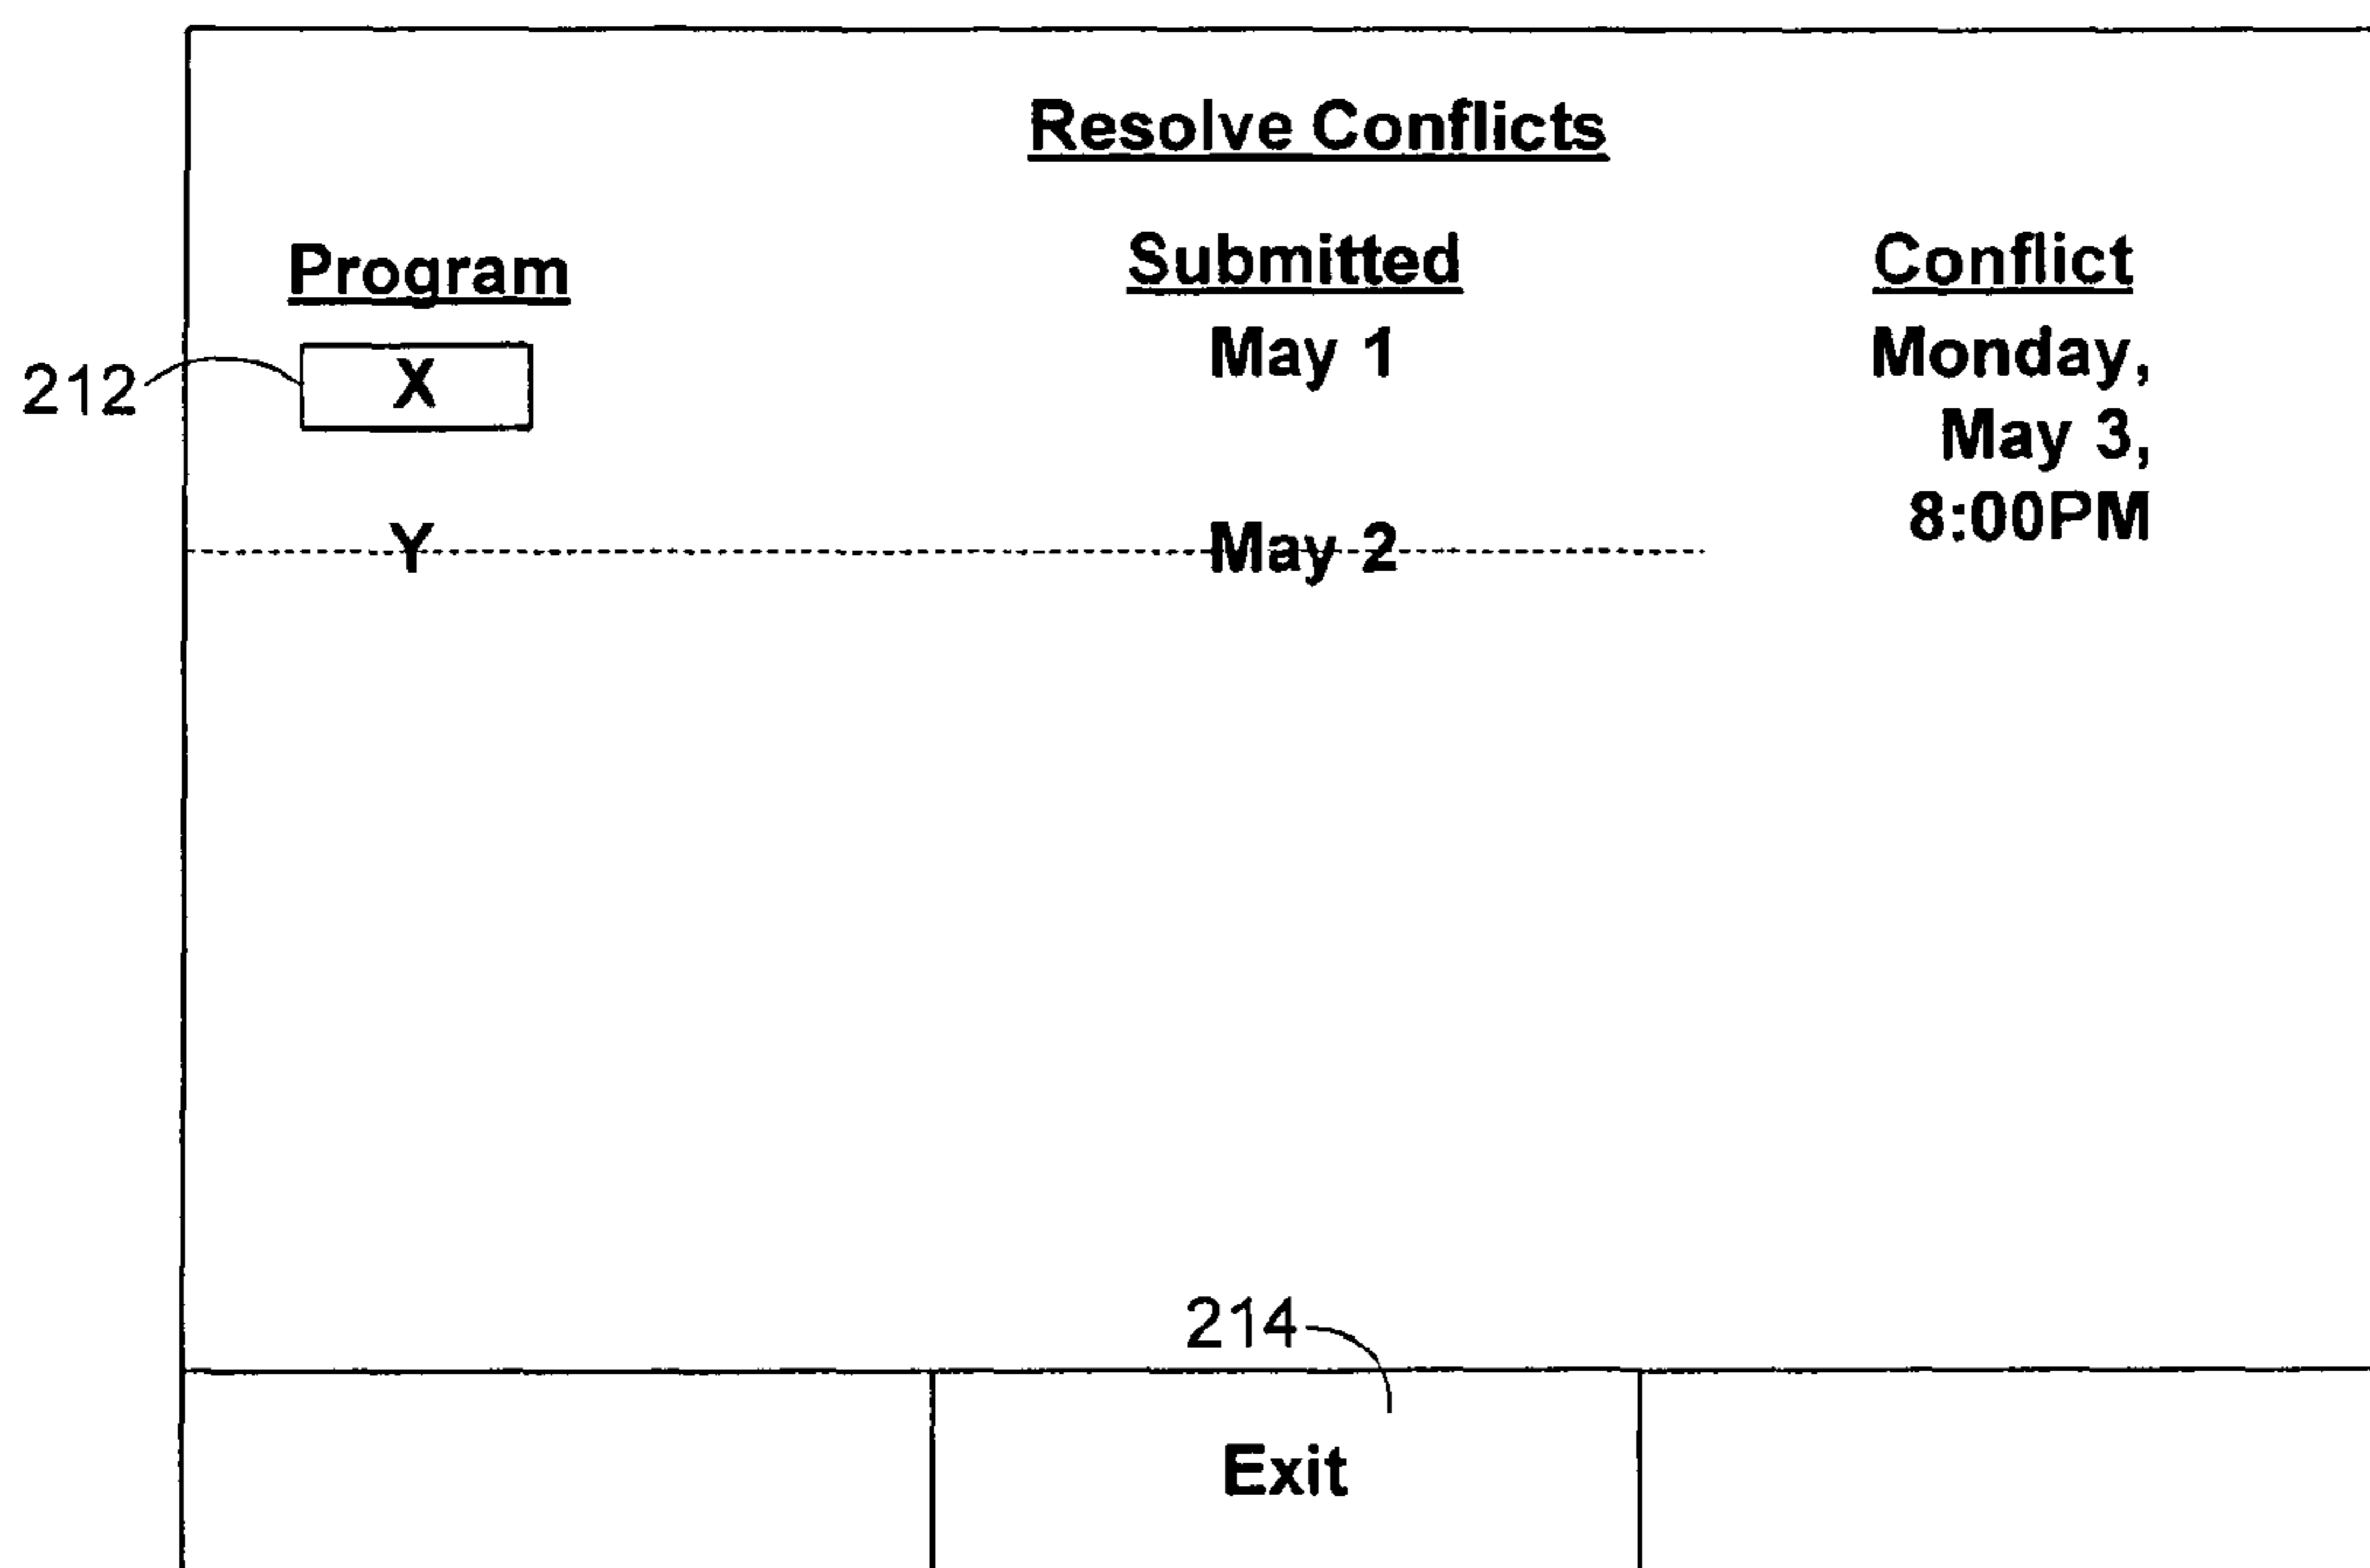 Resolve Conflicts
Program Submitted Conflict
212 X May 1 Monday,
May 3,
8:00PM
Y May 2
214
Exit